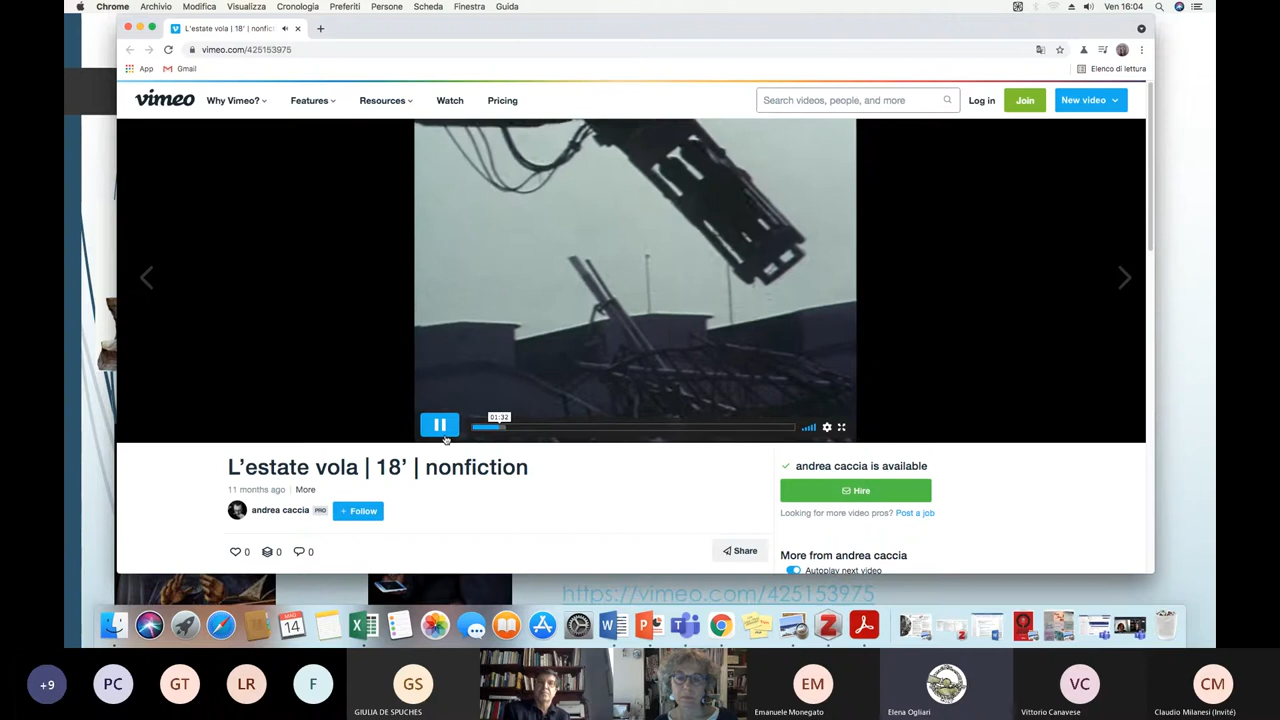 Chrome Archivio Modifica Visualizza Cronologia Preferiti Persone Scheda Finestra Guida Ven 16:04
L'estate vola | 18' | nonfic
vimeo.com/425153975
App Gmail Elenco di lettura
vimeo Why Vimeo? Features Resources Watch Pricing Search videos, people, and more Log in Join New video
01:32
L'estate vola | 18' | nonfiction
11 months ago More
andrea caccia PRO + Follow
0 0 0
Share
andrea caccia is available
Hire
Looking for more video pros? Post a job
More from andrea caccia
Autoplay next video
https://vimeo.com/425153975
MAG
14
+9 PC GT LR F GS EM VC CM
GIULIA DE SPUCHES Emanuele Monegato Elena Ogliari Vittorio Canavese Claudio Milanesi (Invité)